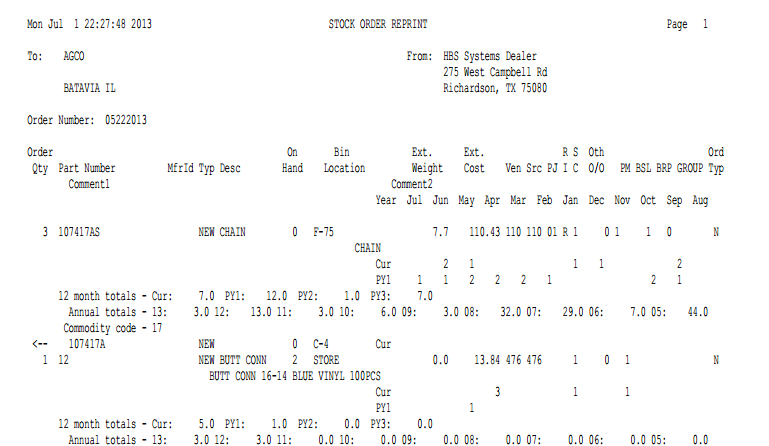 Mon Jul 1 22:27:48 2013 STOCK ORDER REPRINT Page 1
To: AGCO From: HBS Systems Dealer
275 West Campbell Rd
BATAVIA IL Richardson, TX 75080
Order Number: 05222013
Order On Bin Ext. Ext. R S Oth Ord
Qty Part Number MfrId Typ Desc Hand Location Weight Cost Ven Src PJ I C O/O PM BSL BRP GROUP Typ
Comment1 Comment2
Year Jul Jun May Apr Mar Feb Jan Dec Nov Oct Sep Aug
3 107417AS NEW CHAIN 0 F-75 7.7 110.43 110 110 01 R 1 0 1 1 0 N
CHAIN
Cur 2 1 1 1 2
PY1 1 1 2 2 2 1 2 1
12 month totals - Cur: 7.0 PY1: 12.0 PY2: 1.0 PY3: 7.0
Annual totals - 13: 3.0 12: 13.0 11: 3.0 10: 6.0 09: 3.0 08: 32.0 07: 29.0 06: 7.0 05: 44.0
Commodity code - 17
<-- 107417A NEW 0 C-4 Cur
1 12 NEW BUTT CONN 2 STORE 0.0 13.84 476 476 1 0 1 N
BUTT CONN 16-14 BLUE VINYL 100PCS
Cur 3 1 1
PY1 1
12 month totals - Cur: 5.0 PY1: 1.0 PY2: 0.0 PY3: 0.0
Annual totals - 13: 3.0 12: 3.0 11: 0.0 10: 0.0 09: 0.0 08: 0.0 07: 0.0 06: 0.0 05: 0.0